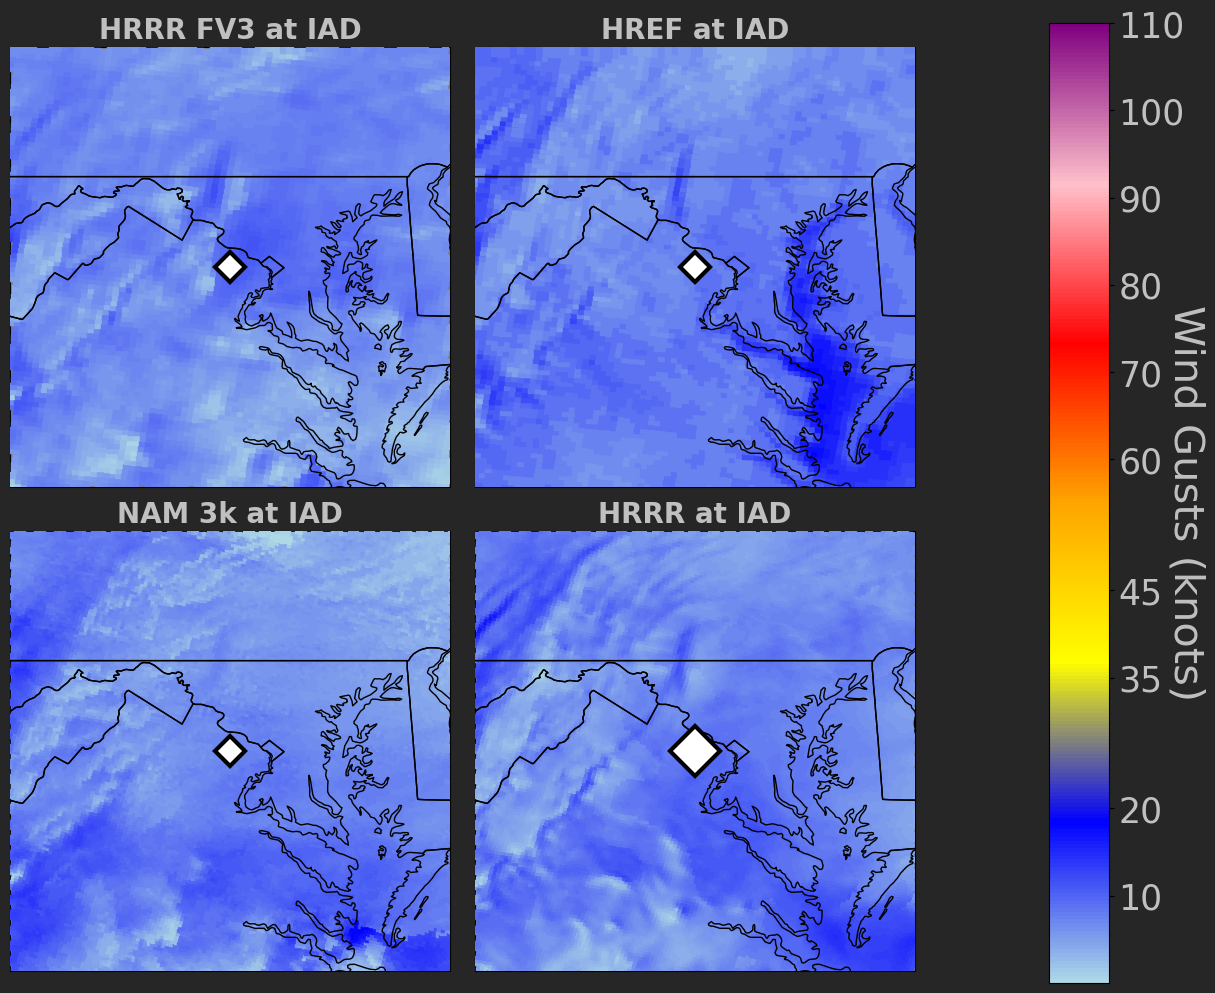 HRRR FV3 at IAD
HREF at IAD
NAM 3k at IAD
HRRR at IAD
110
100
90
80
70
60
45
35
20
10
Wind Gusts (knots)